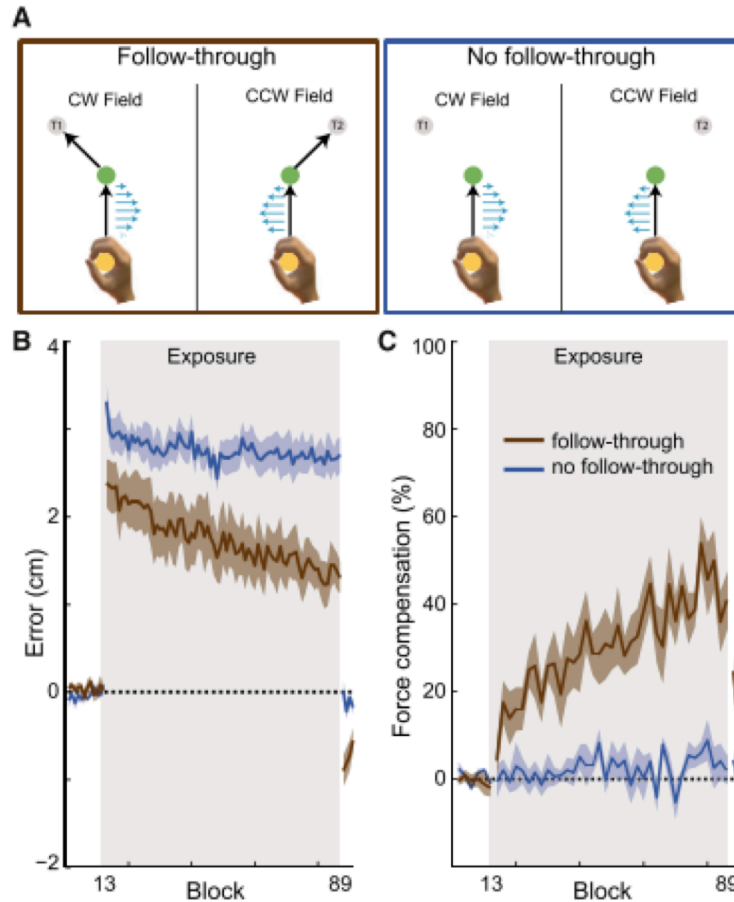 A
Follow-through
No follow-through
CW Field
CCW Field
CW Field
CCW Field
T1
T2
T1
T2
B
C
4
Exposure
2
0
−2
Error (cm)
13
89
Block
100
Exposure
80
follow-through
no follow-through
60
40
20
0
Force compensation (%)
13
89
Block